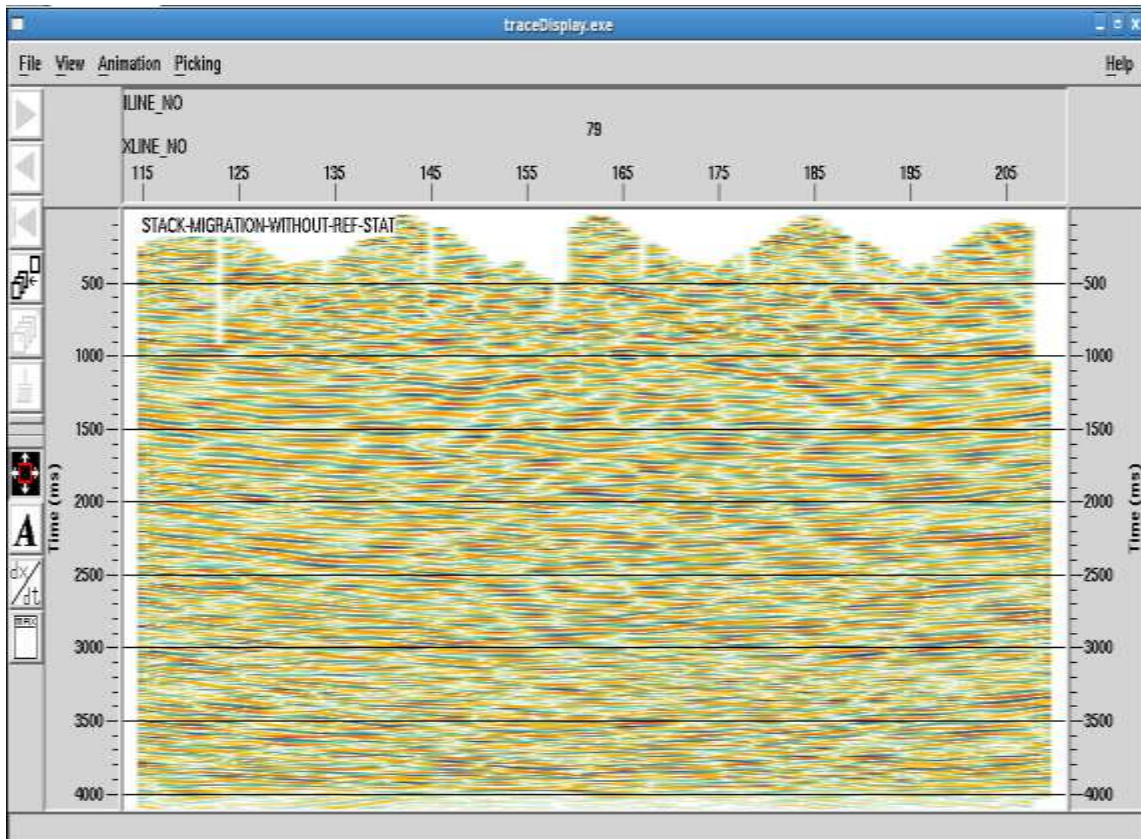 traceDisplay.exe
File View Animation Picking Help
ILINE_NO
79
XLINE_NO
115 125 135 145 155 165 175 185 195 205
STACK-MIGRATION-WITHOUT-REF-STAT
500 500
1000 1000
1500 1500
2000 2000
Time (ms) Time (ms)
A
2500 2500
dx/dt
max
3000 3000
3500 3500
4000 4000